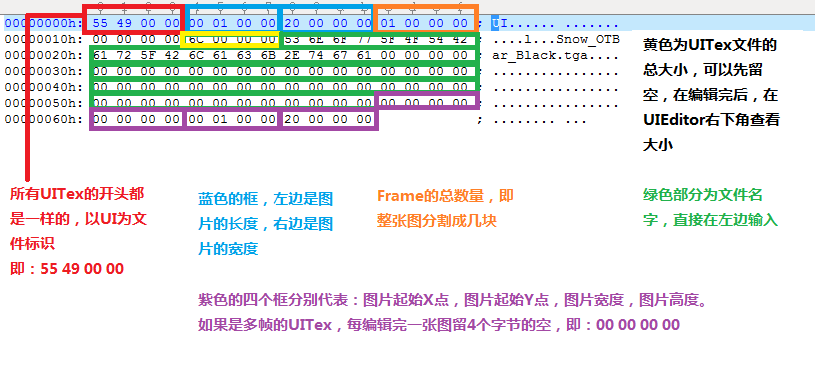 00000000h: 55 49 00 00 00 01 00 00 20 00 00 00 01 00 00 00 ; UI...... .......
00000010h: 00 00 00 00 6C 00 00 00 53 6E 6F 77 5F 4F 54 42 ; ....l...Snow_OTB
00000020h: 61 72 5F 42 6C 61 63 6B 2E 74 67 61 00 00 00 00 ; ar_Black.tga....
00000030h: 00 00 00 00 00 00 00 00 00 00 00 00 00 00 00 00 ; ................
00000040h: 00 00 00 00 00 00 00 00 00 00 00 00 00 00 00 00 ; ................
00000050h: 00 00 00 00 00 00 00 00 00 00 00 00 00 00 00 00 ; ................
00000060h: 00 00 00 00 00 01 00 00 20 00 00 00 ; ........ ...
黄色为UITex文件的
总大小，可以先留
空，在编辑完后，在
UIEditor右下角查看
大小
所有UITex的开头都
是一样的，以UI为文
件标识
即：55 49 00 00
蓝色的框，左边是图
片的长度，右边是图
片的宽度
Frame的总数量，即
整张图分割成几块
绿色部分为文件名
字，直接在左边输入
紫色的四个框分别代表：图片起始X点，图片起始Y点，图片宽度，图片高度。
如果是多帧的UITex，每编辑完一张图留4个字节的空，即：00 00 00 00